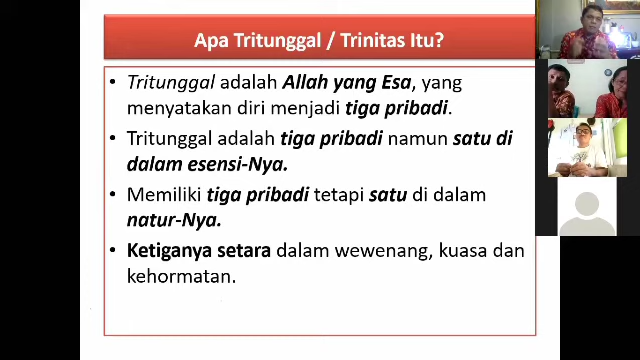 Apa Tritunggal / Trinitas Itu?
• Tritunggal adalah Allah yang Esa, yang
menyatakan diri menjadi tiga pribadi.
• Tritunggal adalah tiga pribadi namun satu di
dalam esensi-Nya.
• Memiliki tiga pribadi tetapi satu di dalam
natur-Nya.
• Ketiganya setara dalam wewenang, kuasa dan
kehormatan.